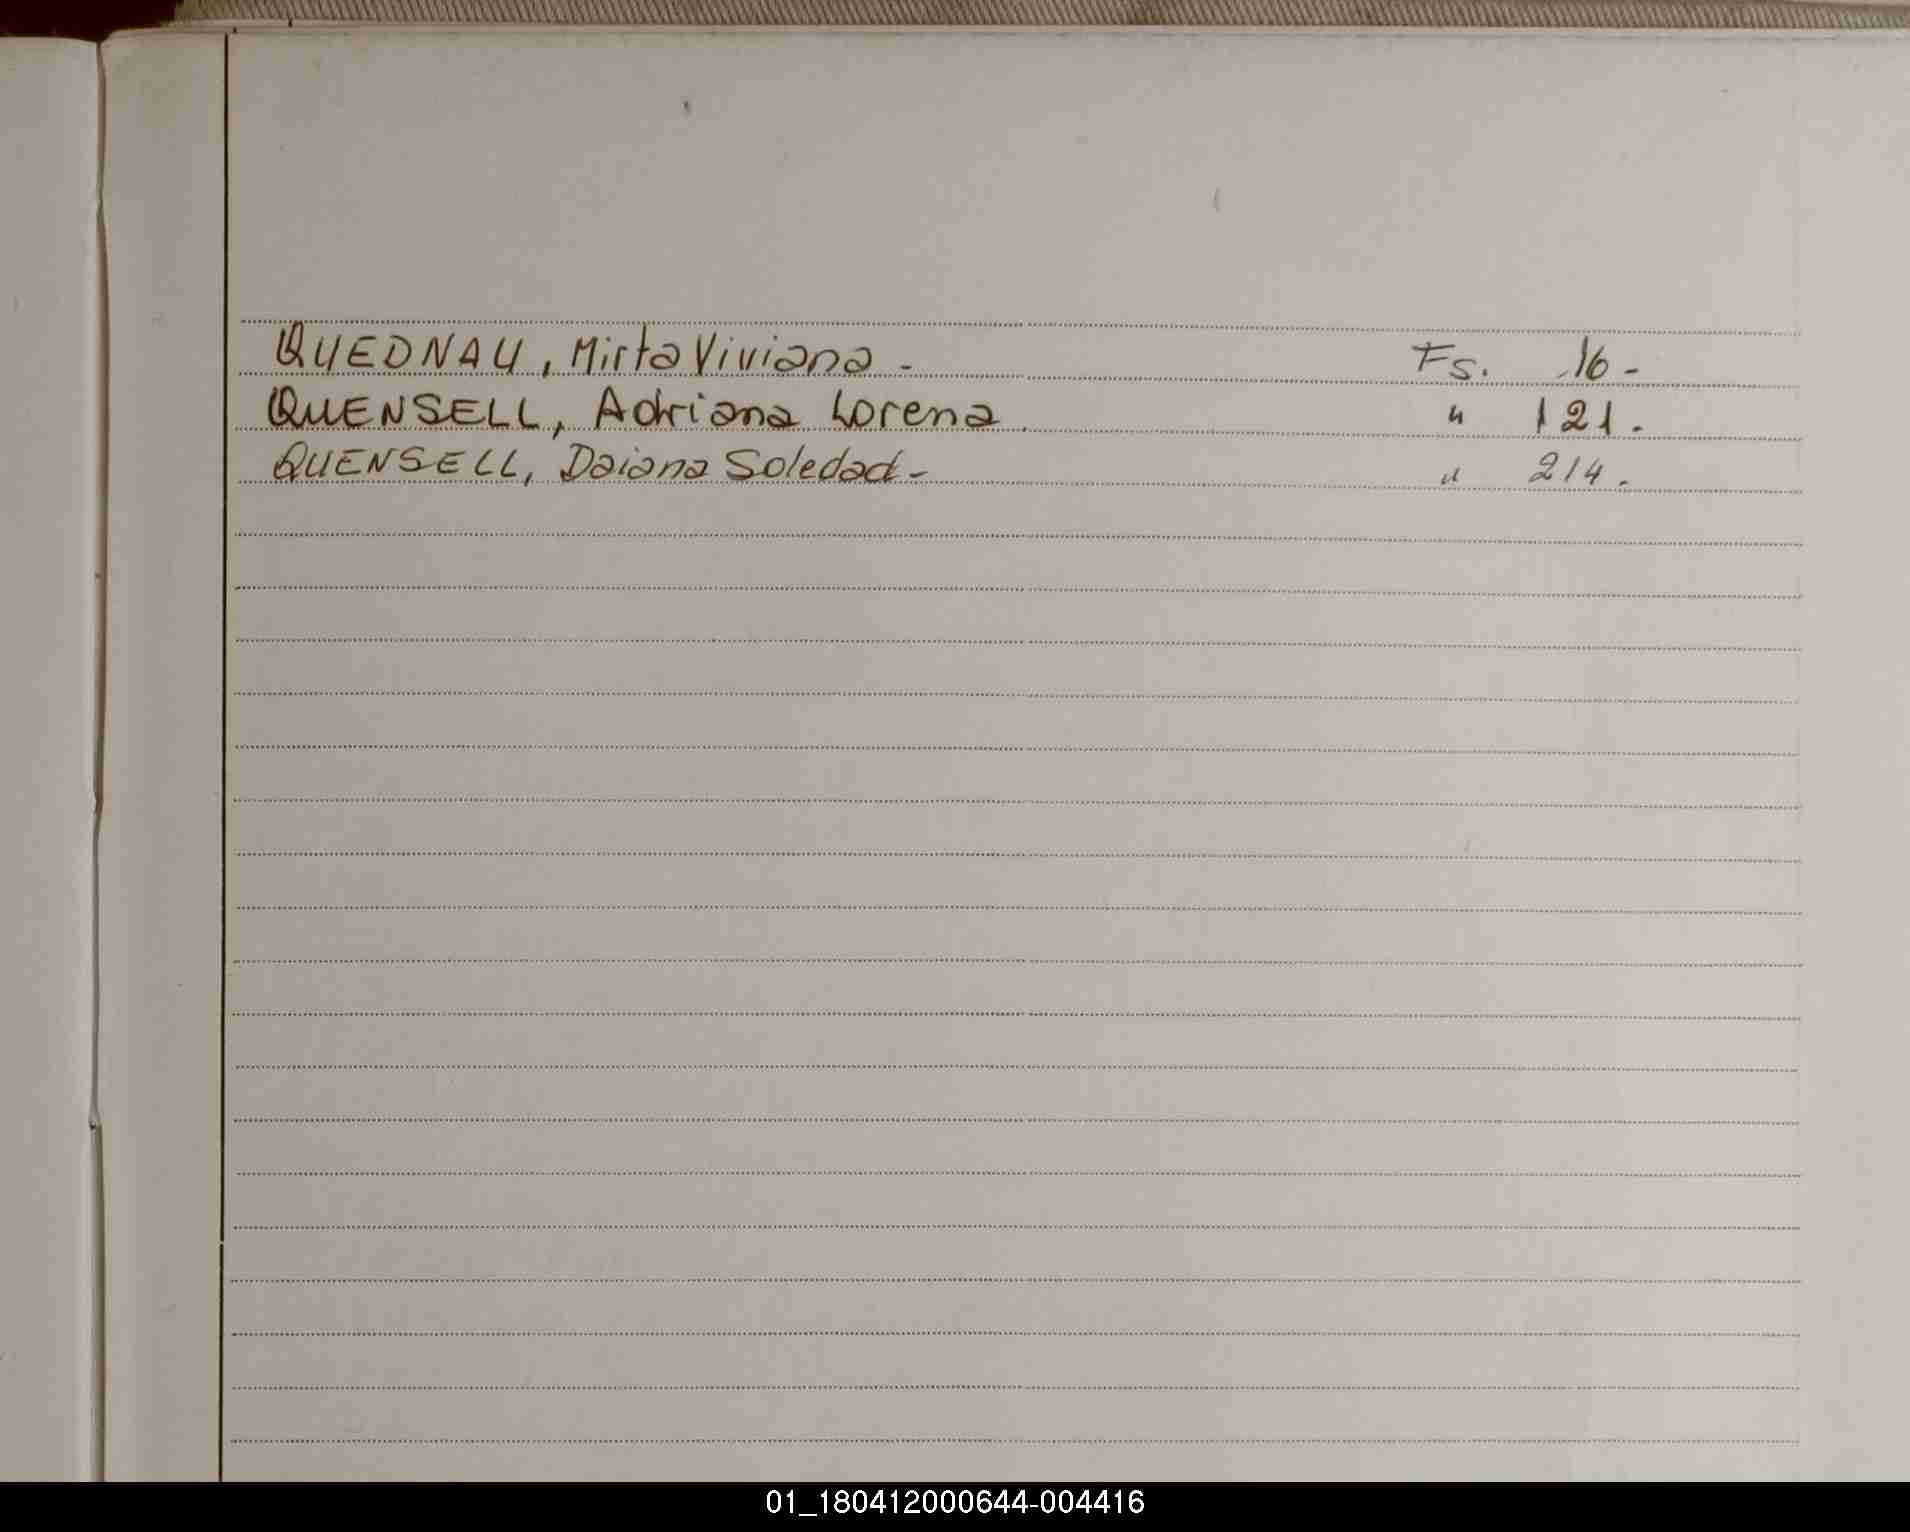 QUEDNAU, Mirta Viviana - Fs. 16 -
QUENSELL, Adriana Lorena. " 121.
QUENSELL, Daiana Soledad - " 214.
01_180412000644-004416